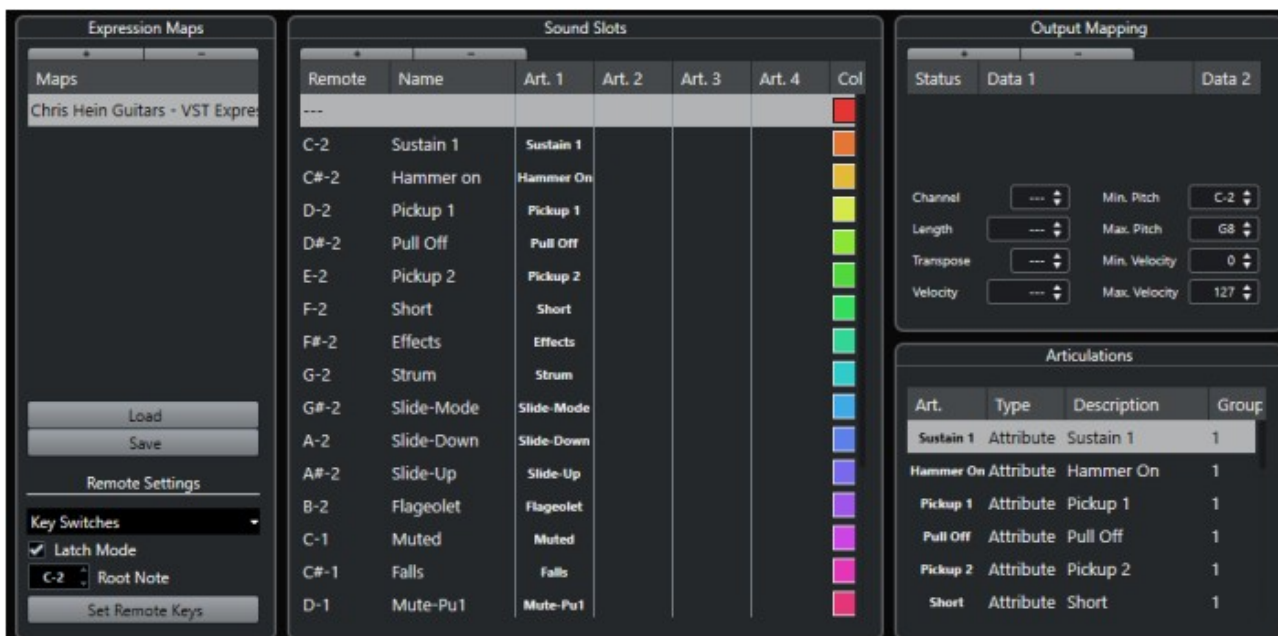 Expression Maps
+ -
Maps
Chris Hein Guitars - VST Expre
Load
Save
Remote Settings
Key Switches
Latch Mode
C-2 Root Note
Set Remote Keys
Sound Slots
+ -
Remote Name Art. 1 Art. 2 Art. 3 Art. 4 Col
---
C-2 Sustain 1 Sustain 1
C#-2 Hammer on Hammer On
D-2 Pickup 1 Pickup 1
D#-2 Pull Off Pull Off
E-2 Pickup 2 Pickup 2
F-2 Short Short
F#-2 Effects Effects
G-2 Strum Strum
G#-2 Slide-Mode Slide-Mode
A-2 Slide-Down Slide-Down
A#-2 Slide-Up Slide-Up
B-2 Flageolet Flageolet
C-1 Muted Muted
C#-1 Falls Falls
D-1 Mute-Pu1 Mute-Pu1
Output Mapping
+ -
Status Data 1 Data 2
Channel --- Min. Pitch C-2
Length --- Max. Pitch G8
Transpose --- Min. Velocity 0
Velocity --- Max. Velocity 127
Articulations
Art. Type Description Group
Sustain 1 Attribute Sustain 1 1
Hammer On Attribute Hammer On 1
Pickup 1 Attribute Pickup 1 1
Pull Off Attribute Pull Off 1
Pickup 2 Attribute Pickup 2 1
Short Attribute Short 1